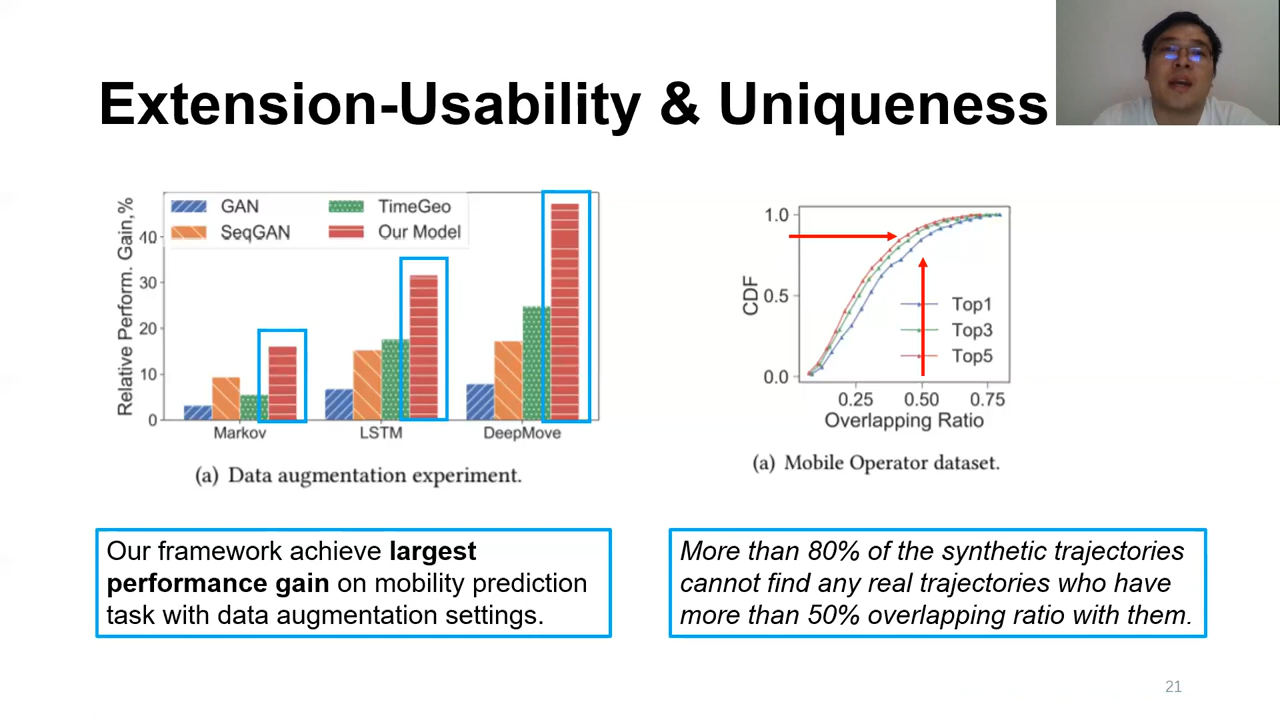 Extension-Usability & Uniqueness
Relative Perform. Gain,%
GAN
TimeGeo
SeqGAN
Our Model
40
30
20
10
0
Markov
LSTM
DeepMove
(a) Data augmentation experiment.
CDF
1.0
0.5
0.0
Top1
Top3
Top5
0.25
0.50
0.75
Overlapping Ratio
(a) Mobile Operator dataset.
Our framework achieve largest
performance gain on mobility prediction
task with data augmentation settings.
More than 80% of the synthetic trajectories
cannot find any real trajectories who have
more than 50% overlapping ratio with them.
21